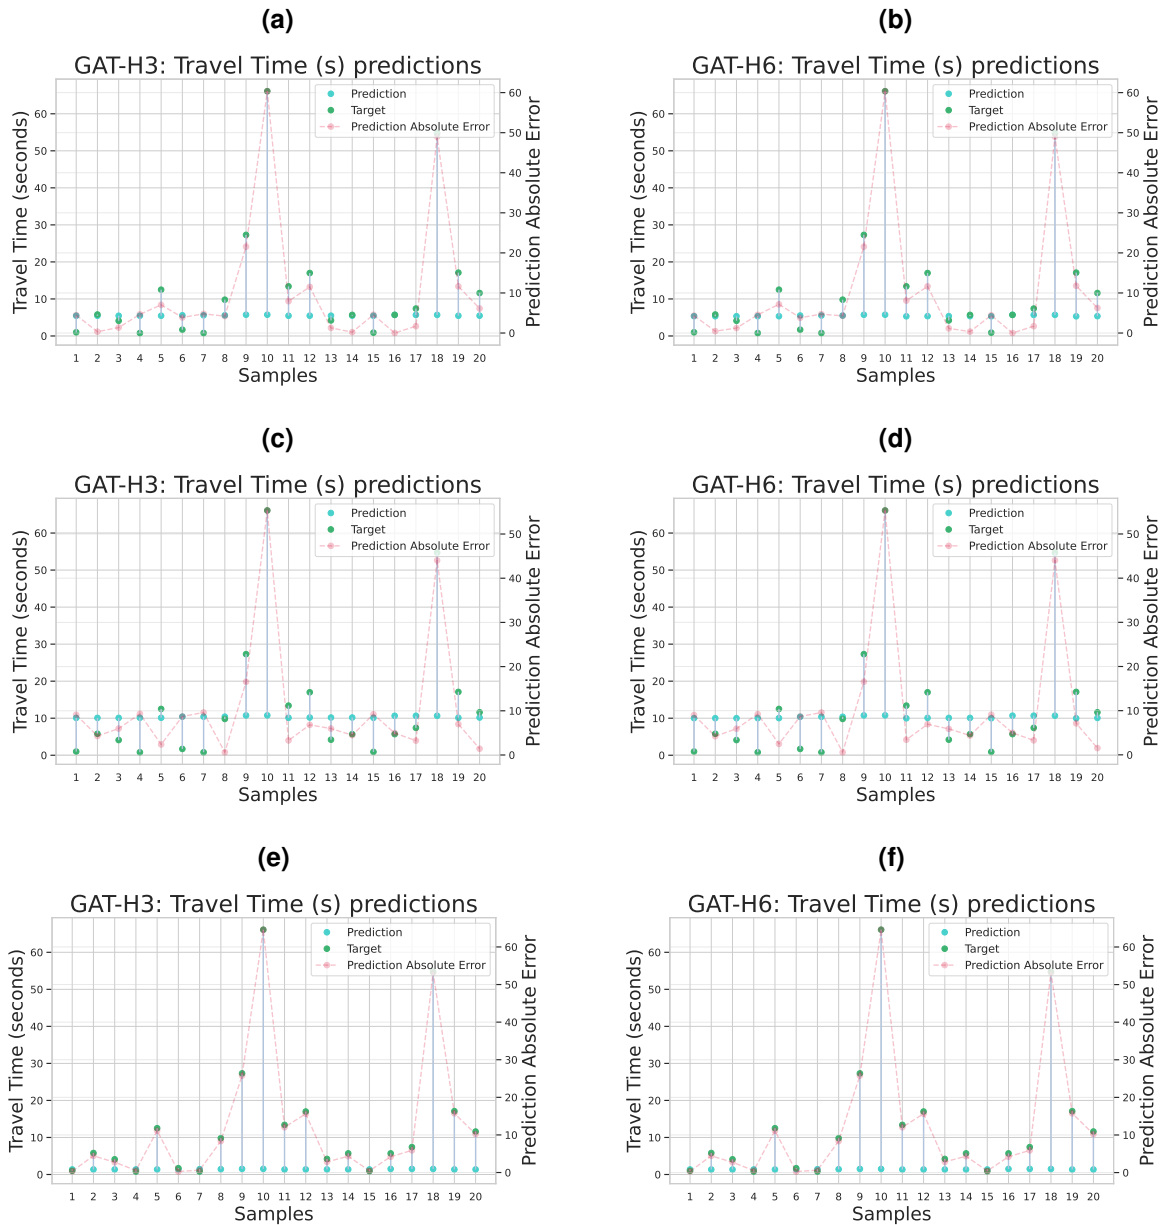 (a)
(b)
GAT-H3: Travel Time (s) predictions
GAT-H6: Travel Time (s) predictions
Prediction
Target
Prediction Absolute Error
Prediction
Target
Prediction Absolute Error
Travel Time (seconds)
0 10 20 30 40 50 60
Prediction Absolute Error
0 10 20 30 40 50 60
Travel Time (seconds)
0 10 20 30 40 50 60
Prediction Absolute Error
0 10 20 30 40 50 60
1 2 3 4 5 6 7 8 9 10 11 12 13 14 15 16 17 18 19 20
1 2 3 4 5 6 7 8 9 10 11 12 13 14 15 16 17 18 19 20
Samples
Samples
(c)
(d)
GAT-H3: Travel Time (s) predictions
GAT-H6: Travel Time (s) predictions
Prediction
Target
Prediction Absolute Error
Prediction
Target
Prediction Absolute Error
Travel Time (seconds)
0 10 20 30 40 50 60
Prediction Absolute Error
0 10 20 30 40 50
Travel Time (seconds)
0 10 20 30 40 50 60
Prediction Absolute Error
0 10 20 30 40 50
1 2 3 4 5 6 7 8 9 10 11 12 13 14 15 16 17 18 19 20
1 2 3 4 5 6 7 8 9 10 11 12 13 14 15 16 17 18 19 20
Samples
Samples
(e)
(f)
GAT-H3: Travel Time (s) predictions
GAT-H6: Travel Time (s) predictions
Prediction
Target
Prediction Absolute Error
Prediction
Target
Prediction Absolute Error
Travel Time (seconds)
0 10 20 30 40 50 60
Prediction Absolute Error
0 10 20 30 40 50 60
Travel Time (seconds)
0 10 20 30 40 50 60
Prediction Absolute Error
0 10 20 30 40 50 60
1 2 3 4 5 6 7 8 9 10 11 12 13 14 15 16 17 18 19 20
1 2 3 4 5 6 7 8 9 10 11 12 13 14 15 16 17 18 19 20
Samples
Samples